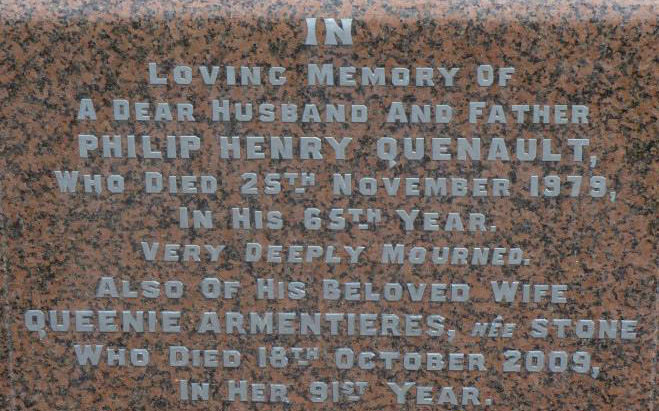 IN
LOVING MEMORY OF
A DEAR HUSBAND AND FATHER
PHILIP HENRY QUENAULT,
WHO DIED 25TH NOVEMBER 1979,
IN HIS 65TH YEAR.
VERY DEEPLY MOURNED.
ALSO OF HIS BELOVED WIFE
QUEENIE ARMENTIERES, NÉE STONE
WHO DIED 18TH OCTOBER 2009,
IN HER 91ST YEAR.